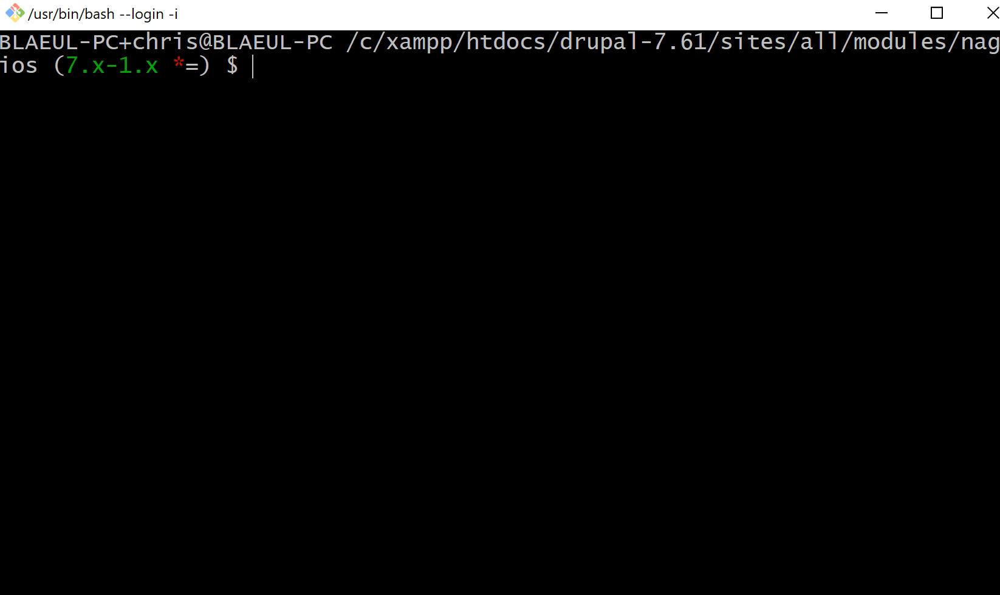 /usr/bin/bash --login -i
BLAEUL-PC+chris@BLAEUL-PC /c/xampp/htdocs/drupal-7.61/sites/all/modules/nag
ios (7.x-1.x *=) $